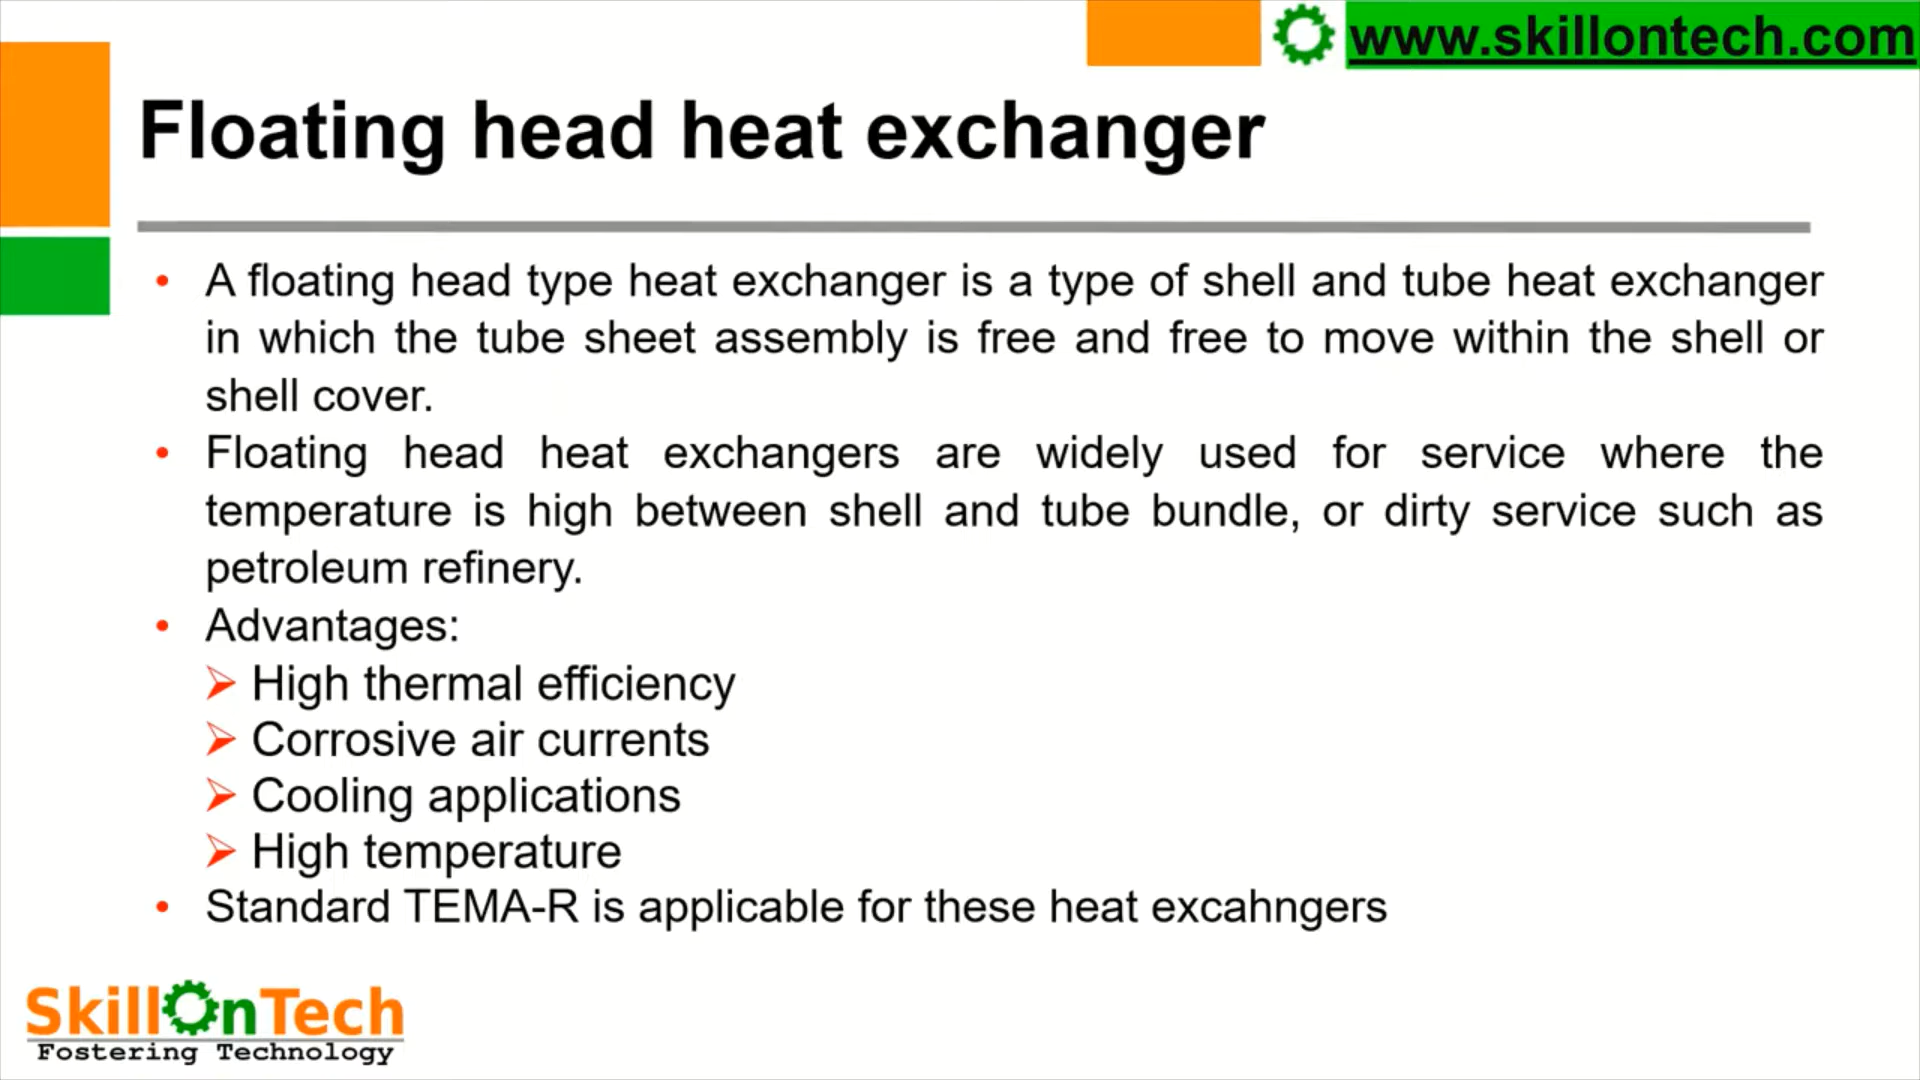 www.skillontech.com
Floating head heat exchanger
• A floating head type heat exchanger is a type of shell and tube heat exchanger
in which the tube sheet assembly is free and free to move within the shell or
shell cover.
• Floating head heat exchangers are widely used for service where the
temperature is high between shell and tube bundle, or dirty service such as
petroleum refinery.
• Advantages:
➢ High thermal efficiency
➢ Corrosive air currents
➢ Cooling applications
➢ High temperature
• Standard TEMA-R is applicable for these heat excahngers
SkillOnTech
Fostering Technology